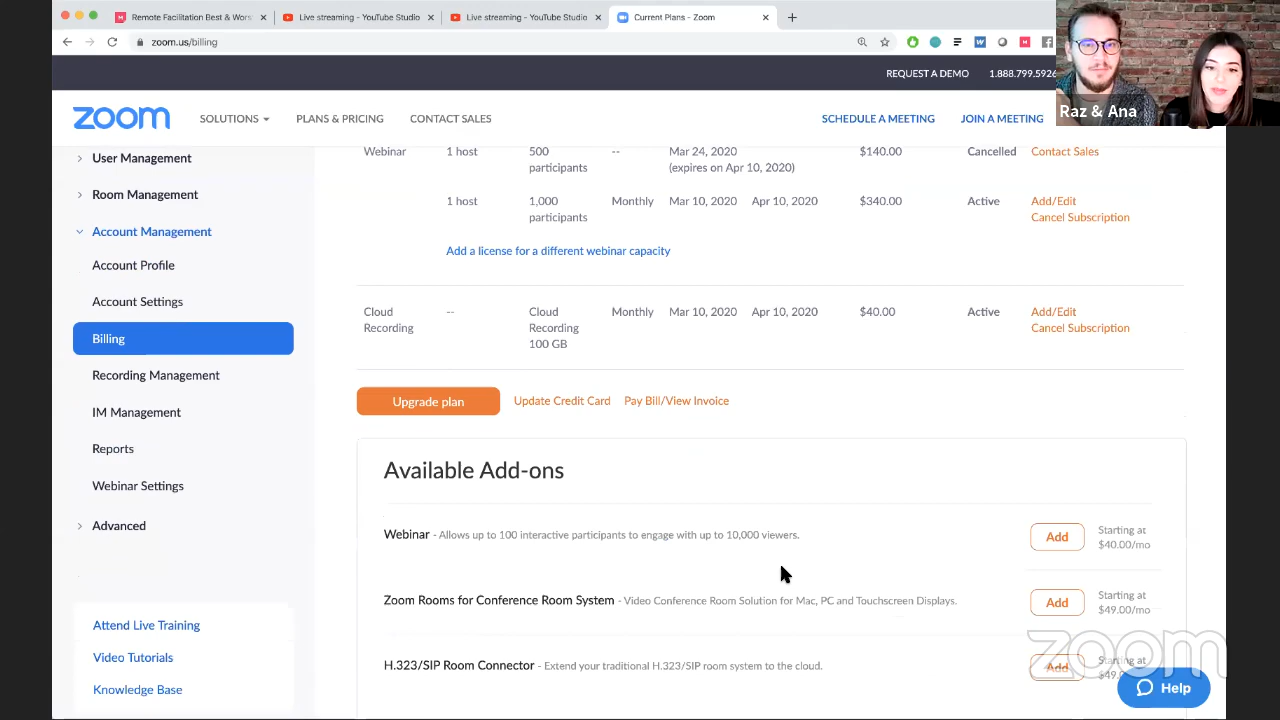 Remote Facilitation Best & Wors
Live streaming - YouTube Studio
Live streaming - YouTube Studio
Current Plans - Zoom
zoom.us/billing
REQUEST A DEMO
1.888.799.5926
Raz & Ana
zoom
SOLUTIONS
PLANS & PRICING
CONTACT SALES
SCHEDULE A MEETING
JOIN A MEETING
User Management
Room Management
Account Management
Account Profile
Account Settings
Billing
Recording Management
IM Management
Reports
Webinar Settings
Advanced
Attend Live Training
Video Tutorials
Knowledge Base
Webinar 1 host 500 -- Mar 24, 2020 $140.00 Cancelled Contact Sales
participants (expires on Apr 10, 2020)
1 host 1,000 Monthly Mar 10, 2020 Apr 10, 2020 $340.00 Active Add/Edit
participants Cancel Subscription
Add a license for a different webinar capacity
Cloud -- Cloud Monthly Mar 10, 2020 Apr 10, 2020 $40.00 Active Add/Edit
Recording Recording Cancel Subscription
100 GB
Upgrade plan
Update Credit Card
Pay Bill/View Invoice
Available Add-ons
Webinar - Allows up to 100 interactive participants to engage with up to 10,000 viewers.
Add
Starting at
$40.00/mo
Zoom Rooms for Conference Room System - Video Conference Room Solution for Mac, PC and Touchscreen Displays.
Add
Starting at
$49.00/mo
H.323/SIP Room Connector - Extend your traditional H.323/SIP room system to the cloud.
Add
Starting at
zoom
Help